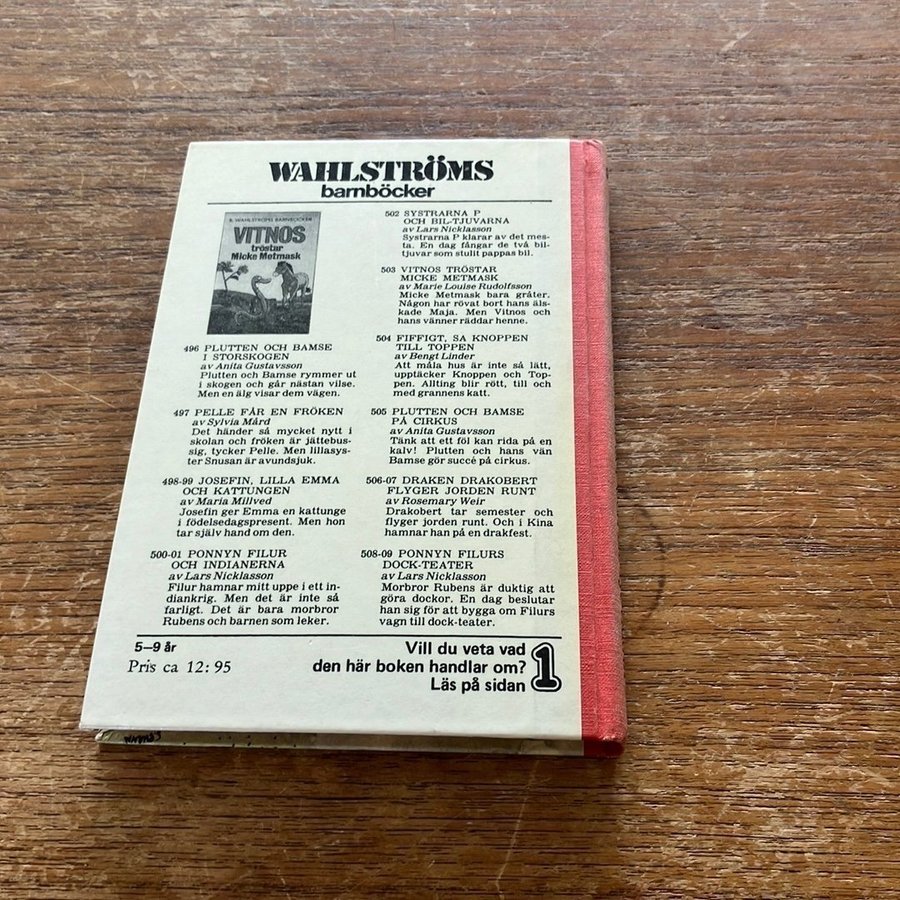 WAHLSTRÖMS
barnböcker
B. WAHLSTRÖMS BARNBÖCKER
VITNOS
tröstar
Micke Metmask
496 PLUTTEN OCH BAMSE
I STORSKOGEN
av Anita Gustavsson
Plutten och Bamse rymmer ut
i skogen och går nästan vilse.
Men en älg visar dem vägen.
497 PELLE FÅR EN FRÖKEN
av Sylvia Mård
Det händer så mycket nytt i
skolan och fröken är jättebus-
sig, tycker Pelle. Men lillasys-
ter Snusan är avundsjuk.
498-99 JOSEFIN, LILLA EMMA
OCH KATTUNGEN
av Maria Millved
Josefin ger Emma en kattunge
i födelsedagspresent. Men hon
tar själv hand om den.
500-01 PONNYN FILUR
OCH INDIANERNA
av Lars Nicklasson
Filur hamnar mitt uppe i ett in-
diankrig. Men det är inte så
farligt. Det är bara morbror
Rubens och barnen som leker.
502 SYSTRARNA P
OCH BIL-TJUVARNA
av Lars Nicklasson
Systrarna P klarar av det mes-
ta. En dag fångar de två bil-
tjuvar som stulit pappas bil.
503 VITNOS TRÖSTAR
MICKE METMASK
av Marie Louise Rudolfsson
Micke Metmask bara gråter.
Någon har rövat bort hans äls-
kade Maja. Men Vitnos och
hans vänner räddar henne.
504 FIFFIGT, SA KNOPPEN
TILL TOPPEN
av Bengt Linder
Att måla hus är inte så lätt,
upptäcker Knoppen och Top-
pen. Allting blir rött, till och
med grannens katt.
505 PLUTTEN OCH BAMSE
PÅ CIRKUS
av Anita Gustavsson
Tänk att ett föl kan rida på en
kalv! Plutten och hans vän
Bamse gör succé på cirkus.
506-07 DRAKEN DRAKOBERT
FLYGER JORDEN RUNT
av Rosemary Weir
Drakobert tar semester och
flyger jorden runt. Och i Kina
hamnar han på en drakfest.
508-09 PONNYN FILURS
DOCK-TEATER
av Lars Nicklasson
Morbror Rubens är duktig att
göra dockor. En dag beslutar
han sig för att bygga om Filurs
vagn till dock-teater.
5–9 år
Pris ca 12:95
Vill du veta vad
den här boken handlar om?
Läs på sidan 1